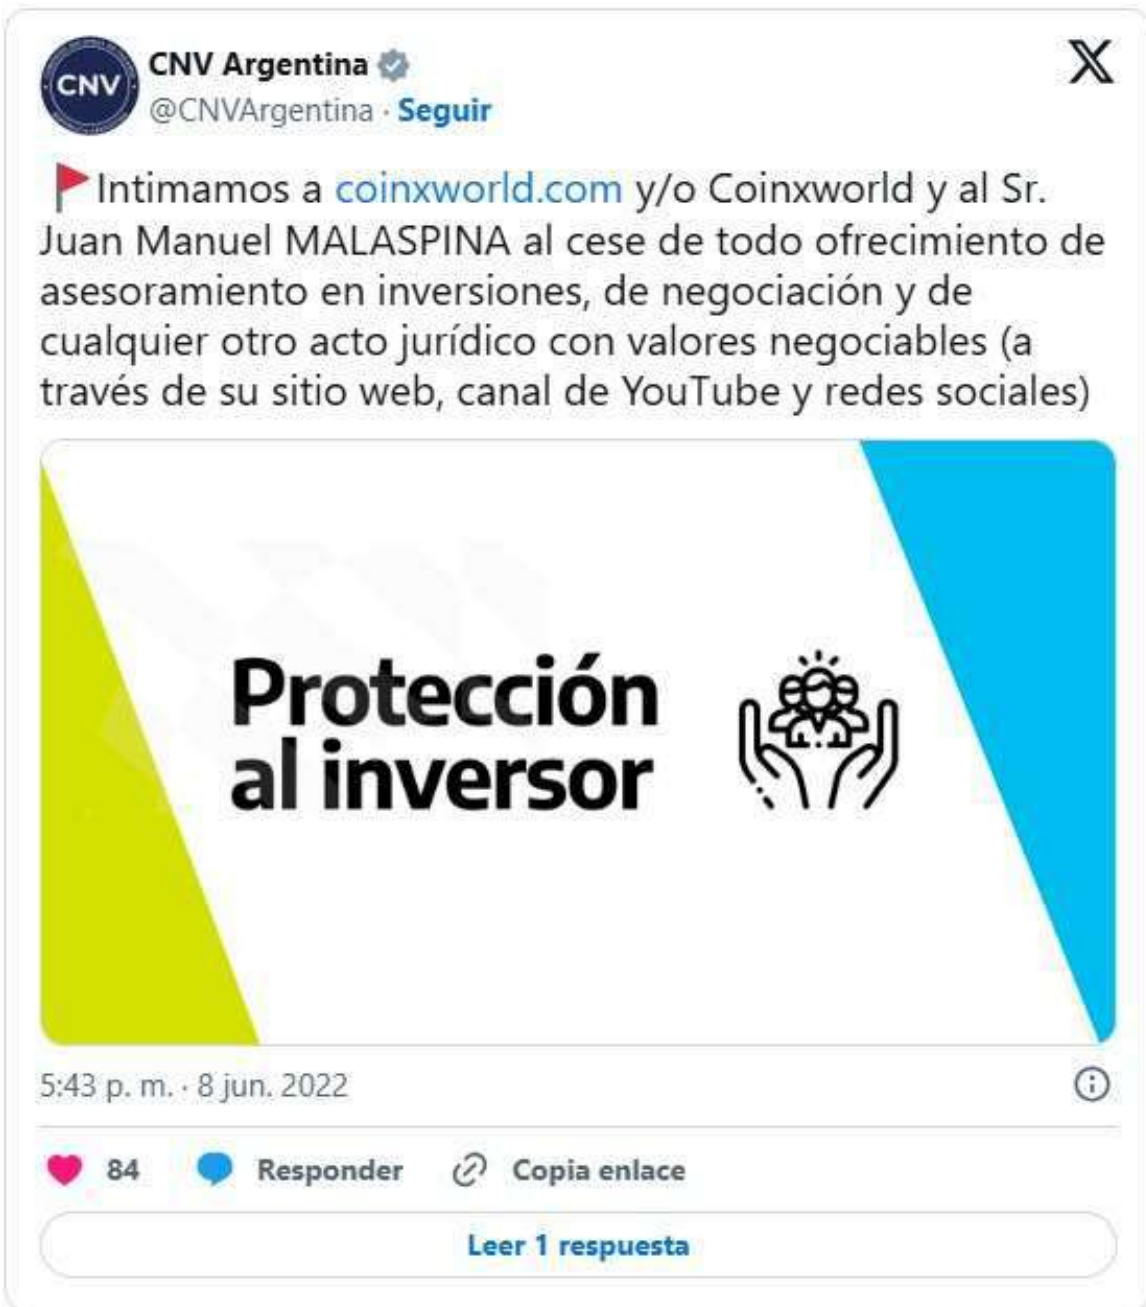 CNV
CNV Argentina
@CNVArgentina · Seguir
Intimamos a coinxworld.com y/o Coinxworld y al Sr.
Juan Manuel MALASPINA al cese de todo ofrecimiento de
asesoramiento en inversiones, de negociación y de
cualquier otro acto jurídico con valores negociables (a
través de su sitio web, canal de YouTube y redes sociales)
Protección
al inversor
5:43 p. m. · 8 jun. 2022
84 Responder Copia enlace
Leer 1 respuesta